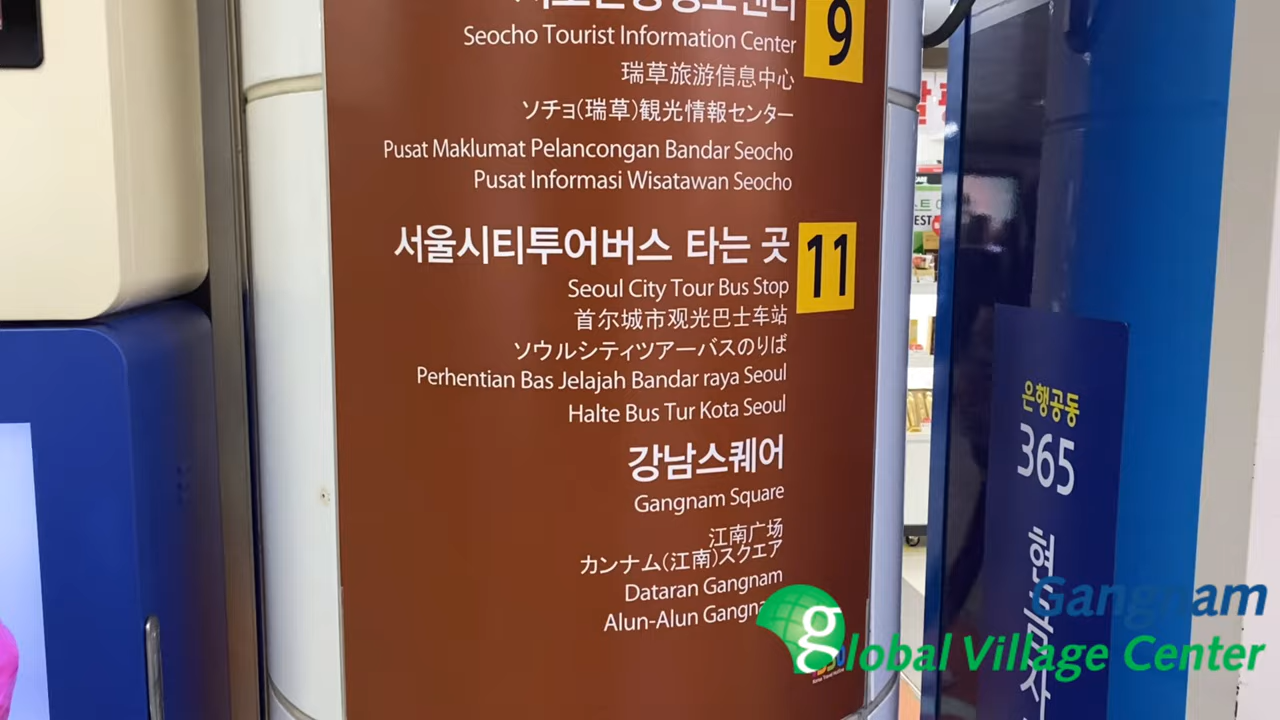 9
Seocho Tourist Information Center
瑞草旅游信息中心
ソチョ(瑞草)観光情報センター
Pusat Maklumat Pelancongan Bandar Seocho
Pusat Informasi Wisatawan Seocho
서울시티투어버스 타는 곳 11
Seoul City Tour Bus Stop
首尔城市观光巴士车站
ソウルシティツアーバスのりば
Perhentian Bas Jelajah Bandar raya Seoul
Halte Bus Tur Kota Seoul
강남스퀘어
Gangnam Square
江南广场
カンナム(江南)スクエア
Dataran Gangnam
Alun-Alun
은행공동
365
Gangnam
Global Village Center